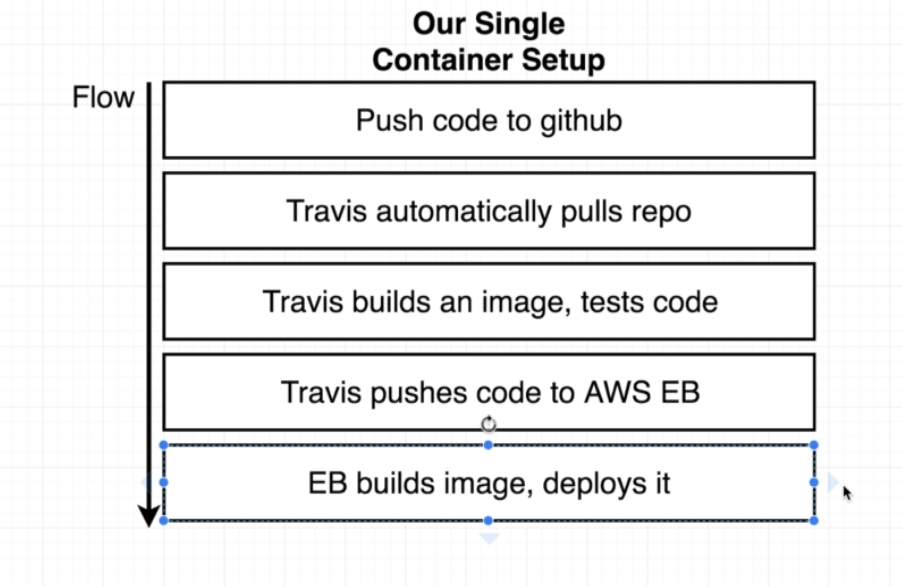 Our Single
Container Setup
Flow
Push code to github
Travis automatically pulls repo
Travis builds an image, tests code
Travis pushes code to AWS EB
EB builds image, deploys it